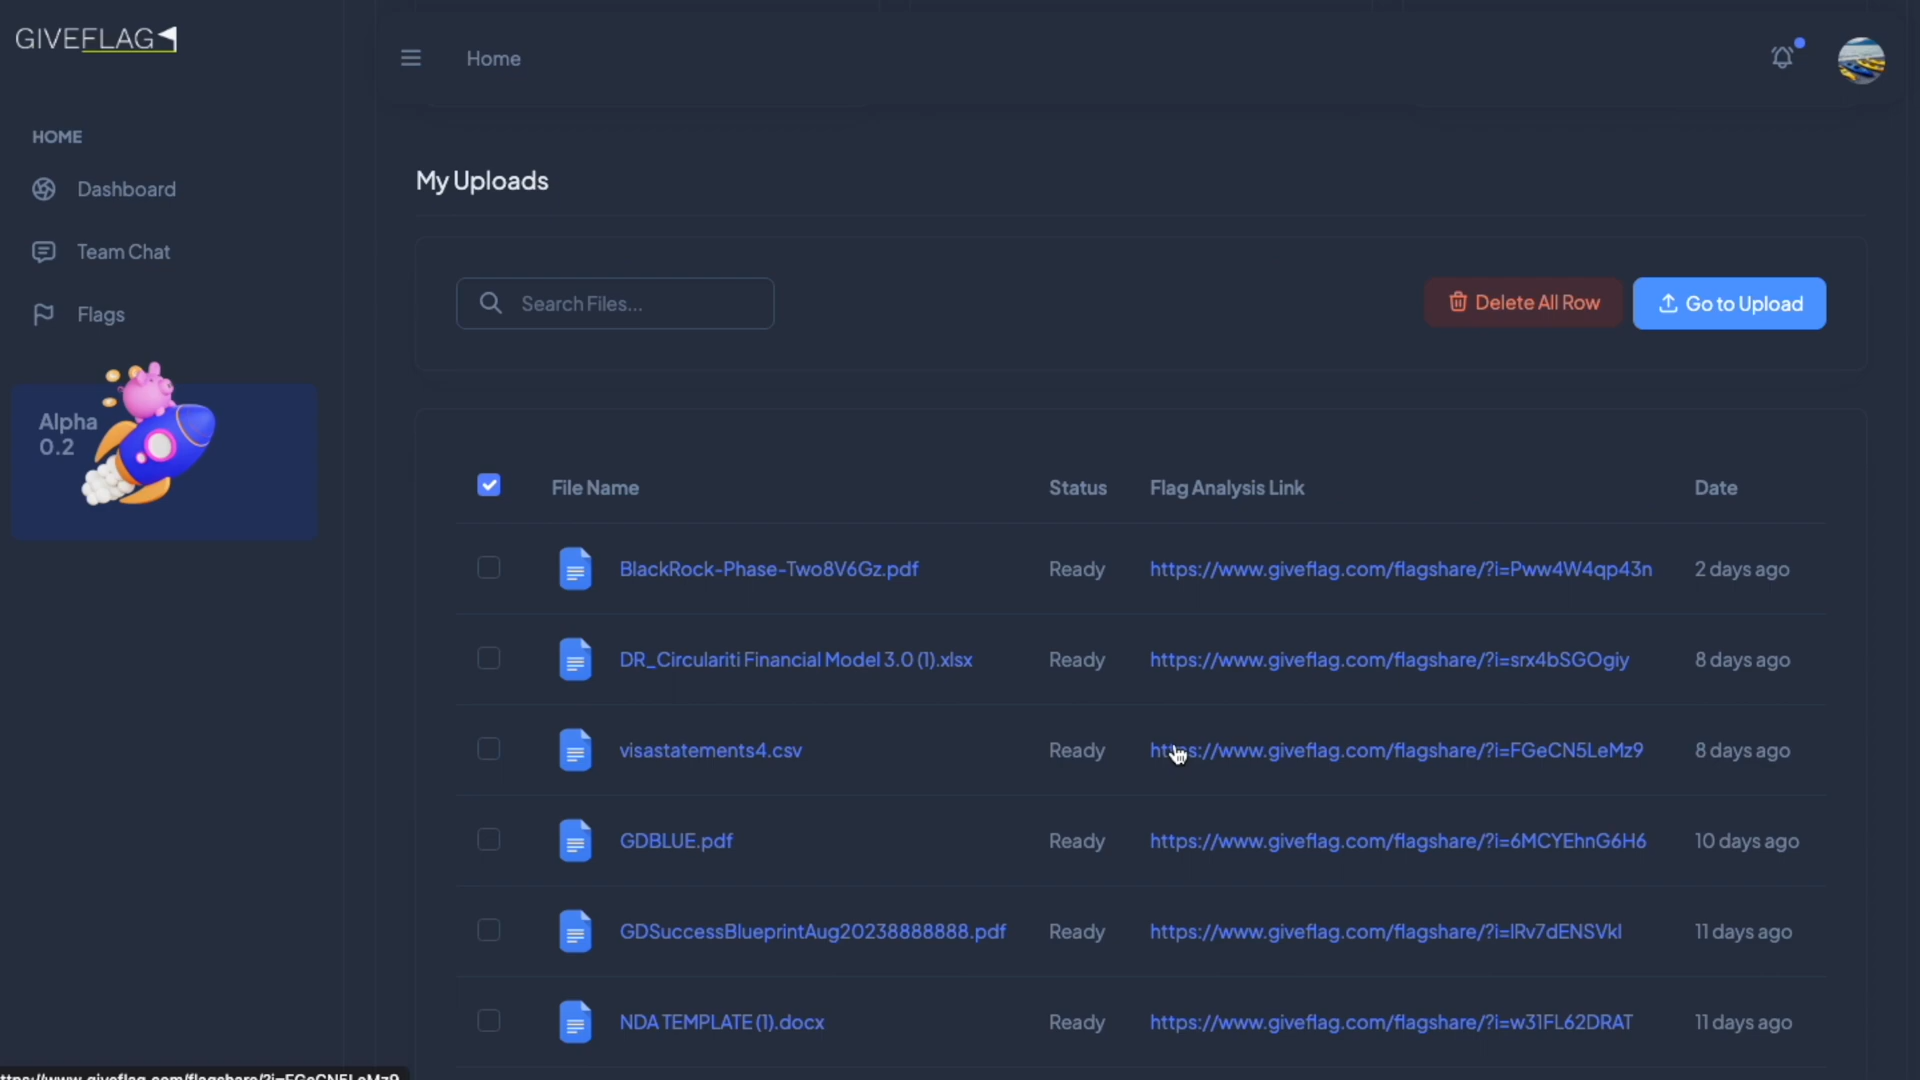 GIVEFLAG
Home
HOME
Dashboard
Team Chat
Flags
Alpha
0.2
My Uploads
Search Files...
Delete All Row
Go to Upload
File Name Status Flag Analysis Link Date
BlackRock-Phase-Two8V6Gz.pdf Ready https://www.giveflag.com/flagshare/?i=Pww4W4qp43n 2 days ago
DR_Circulariti Financial Model 3.0 (1).xlsx Ready https://www.giveflag.com/flagshare/?i=srx4bSGOgiy 8 days ago
visastatements4.csv Ready https://www.giveflag.com/flagshare/?i=FGeCN5LeMz9 8 days ago
GDBLUE.pdf Ready https://www.giveflag.com/flagshare/?i=6MCYEhnG6H6 10 days ago
GDSuccessBlueprintAug20238888888.pdf Ready https://www.giveflag.com/flagshare/?i=lRv7dENSVkl 11 days ago
NDA TEMPLATE (1).docx Ready https://www.giveflag.com/flagshare/?i=w31FL62DRAT 11 days ago